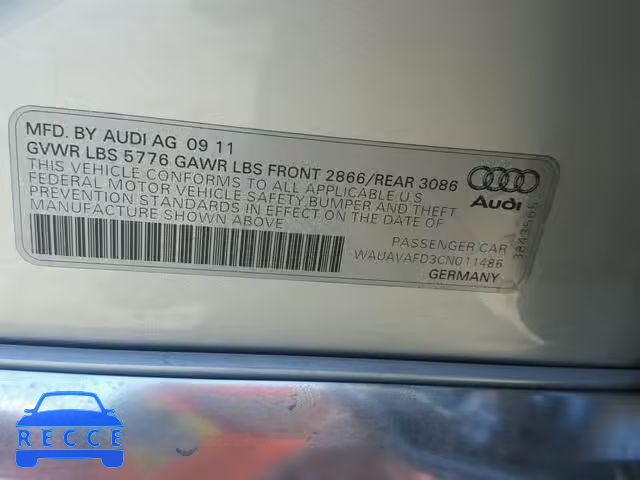 MFD. BY AUDI AG 09 11
GVWR LBS 5776 GAWR LBS FRONT 2866/REAR 3086
THIS VEHICLE CONFORMS TO ALL APPLICABLE U.S
FEDERAL MOTOR VEHICLE SAFETY,BUMPER AND THEFT
PREVENTION STANDARDS IN EFFECT ON THE DATE OF
MANUFACTURE SHOWN ABOVE
Audi
PASSENGER CAR
WAUAVAFD3CN011486
GERMANY
RECCE